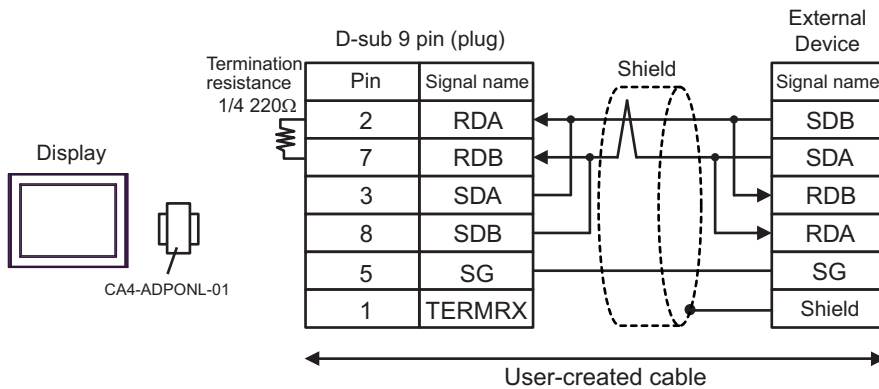 External
Device
D-sub 9 pin (plug)
Termination
resistance
1/4 220Ω
Pin
Signal name
Shield
Signal name
2
RDA
SDB
7
RDB
SDA
3
SDA
RDB
8
SDB
RDA
5
SG
SG
1
TERMRX
Shield
Display
CA4-ADPONL-01
User-created cable